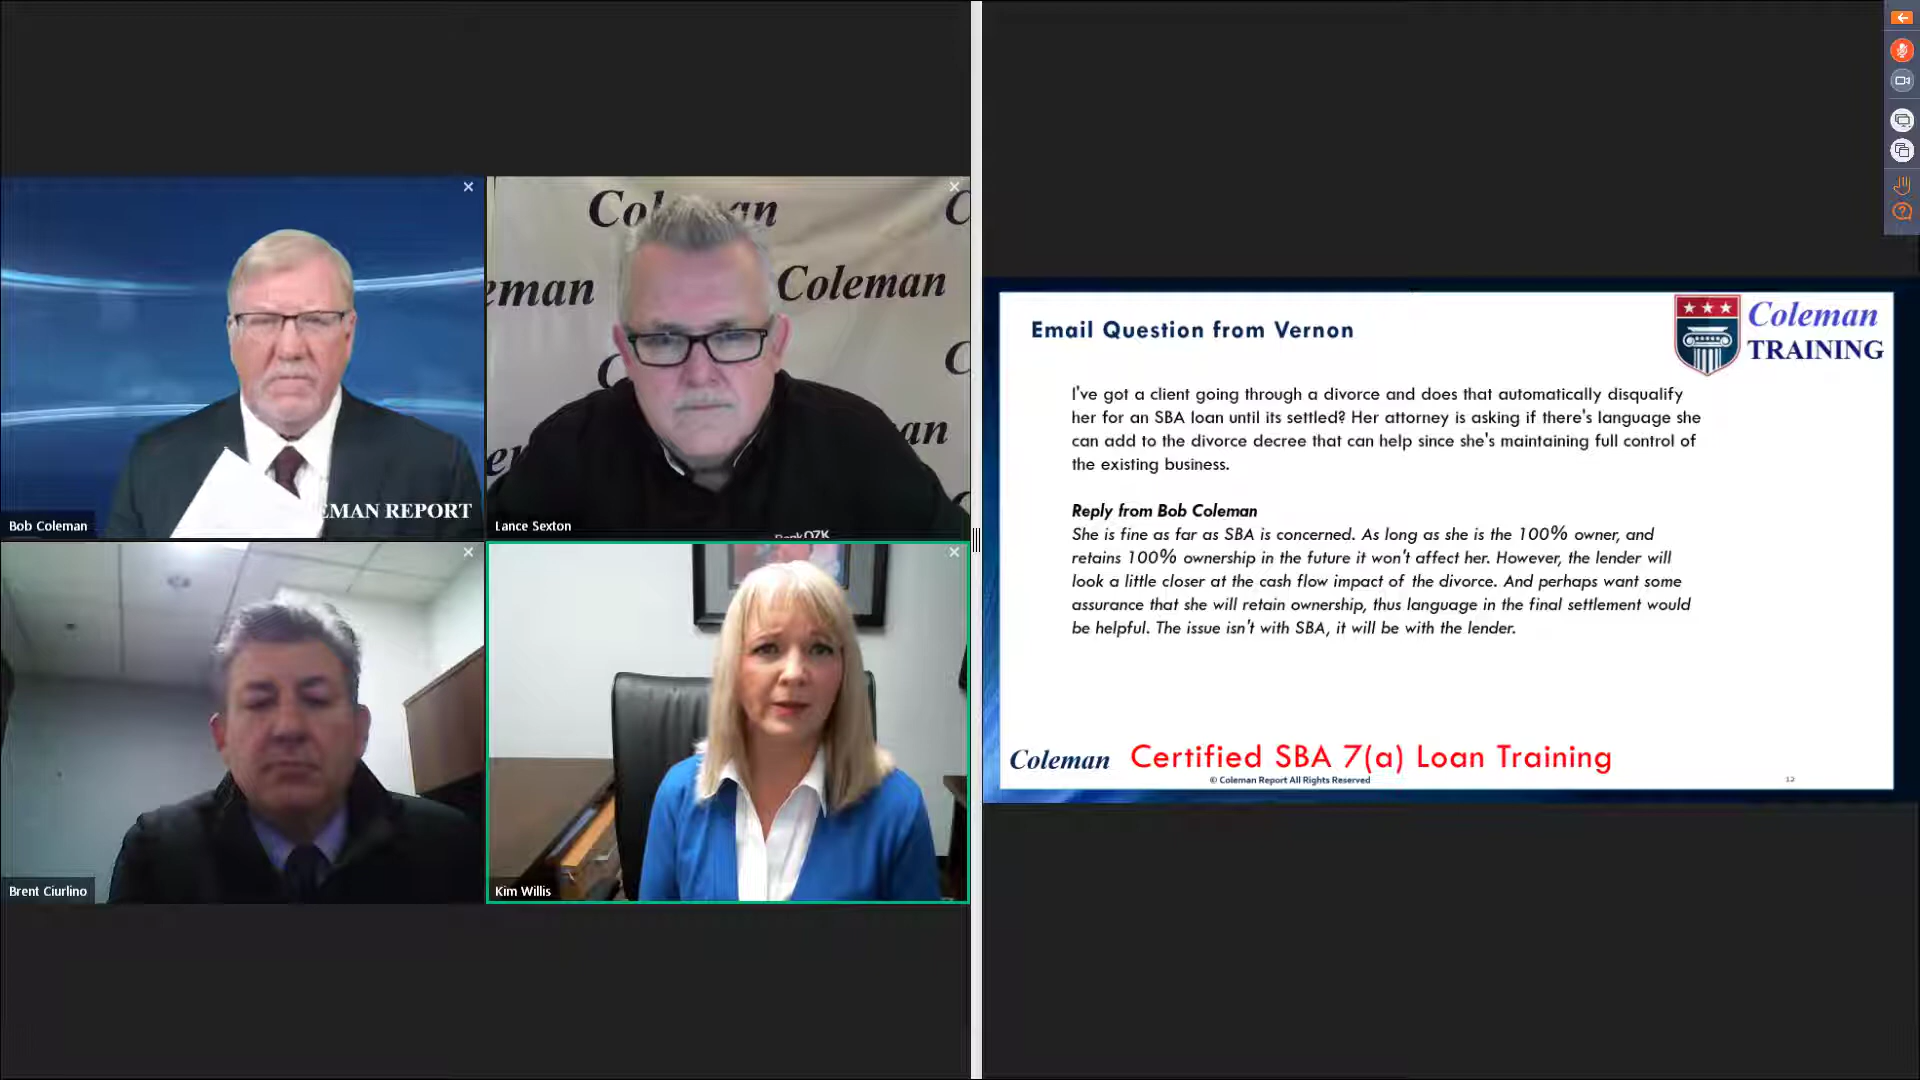 Coleman
Coleman
eman
Coleman
EMAN REPORT
Bob Coleman
Lance Sexton
Brent Ciurlino
Kim Willis
Email Question from Vernon
Coleman
TRAINING
I've got a client going through a divorce and does that automatically disqualify
her for an SBA loan until its settled? Her attorney is asking if there's language she
can add to the divorce decree that can help since she's maintaining full control of
the existing business.
Reply from Bob Coleman
She is fine as far as SBA is concerned. As long as she is the 100% owner, and
retains 100% ownership in the future it won't affect her. However, the lender will
look a little closer at the cash flow impact of the divorce. And perhaps want some
assurance that she will retain ownership, thus language in the final settlement would
be helpful. The issue isn't with SBA, it will be with the lender.
Coleman Certified SBA 7(a) Loan Training
© Coleman Report All Rights Reserved